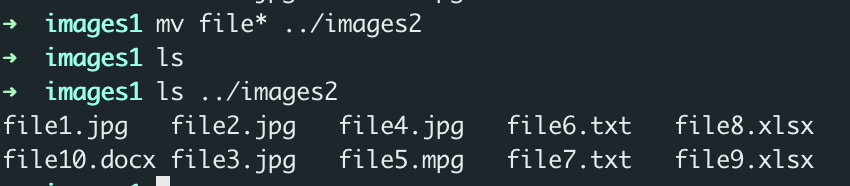 ➜ images1 mv file* ../images2
➜ images1 ls
➜ images1 ls ../images2
file1.jpg file2.jpg file4.jpg file6.txt file8.xlsx
file10.docx file3.jpg file5.mpg file7.txt file9.xlsx